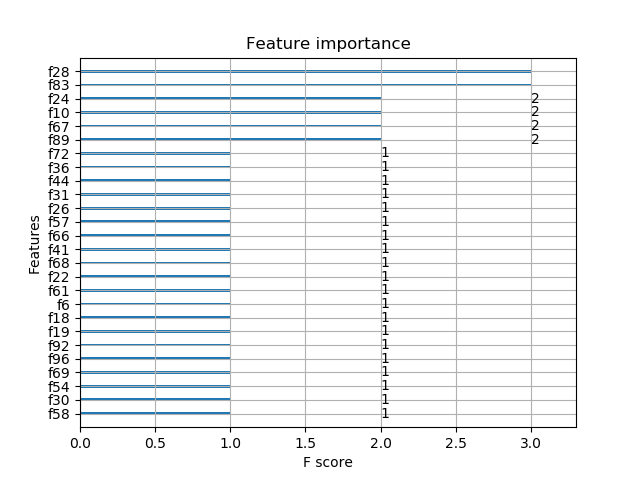 Feature importance
f28
f83
f24 2
f10 2
f67 2
f89 2
f72 1
f36 1
f44 1
f31 1
f26 1
f57 1
f66 1
f41 1
f68 1
f22 1
f61 1
f6 1
f18 1
f19 1
f92 1
f96 1
f69 1
f54 1
f30 1
f58 1
Features
0.0 0.5 1.0 1.5 2.0 2.5 3.0
F score